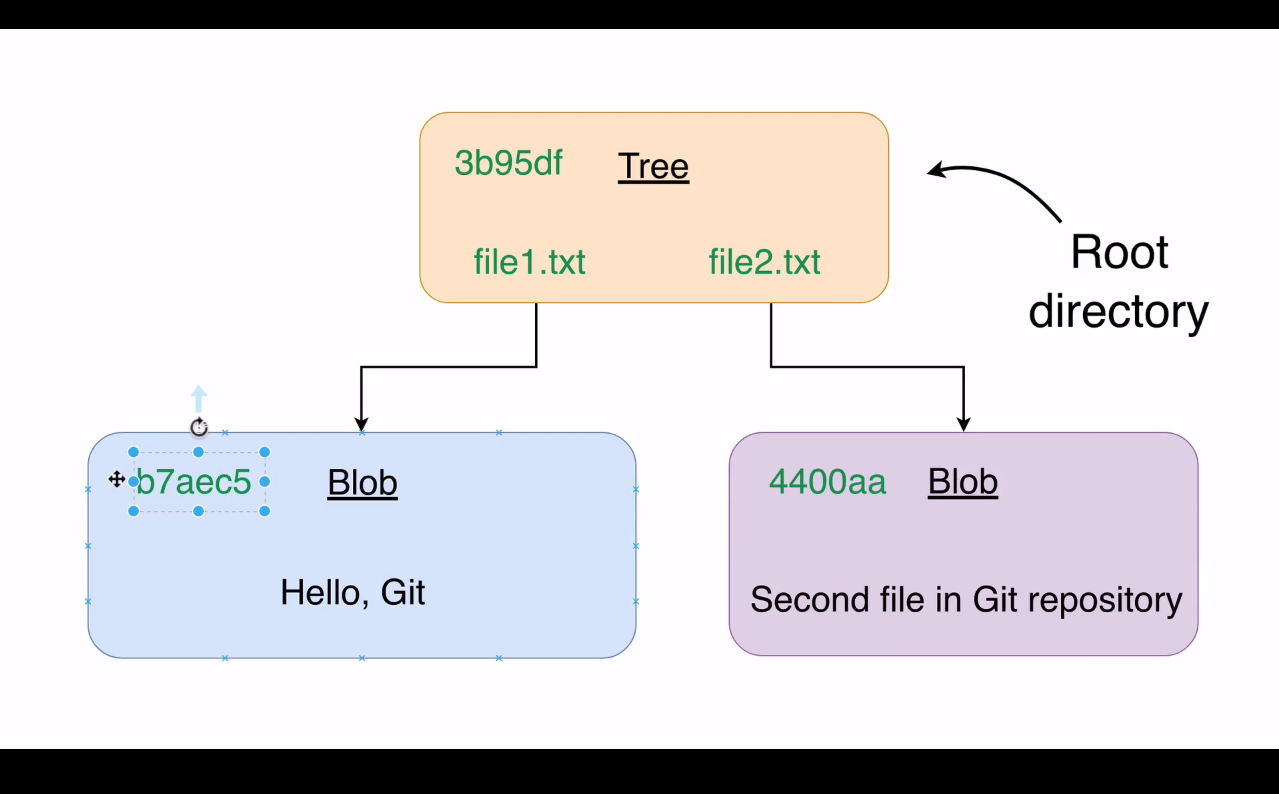 3b95df Tree
file1.txt file2.txt
Root
directory
b7aec5 Blob
Hello, Git
4400aa Blob
Second file in Git repository